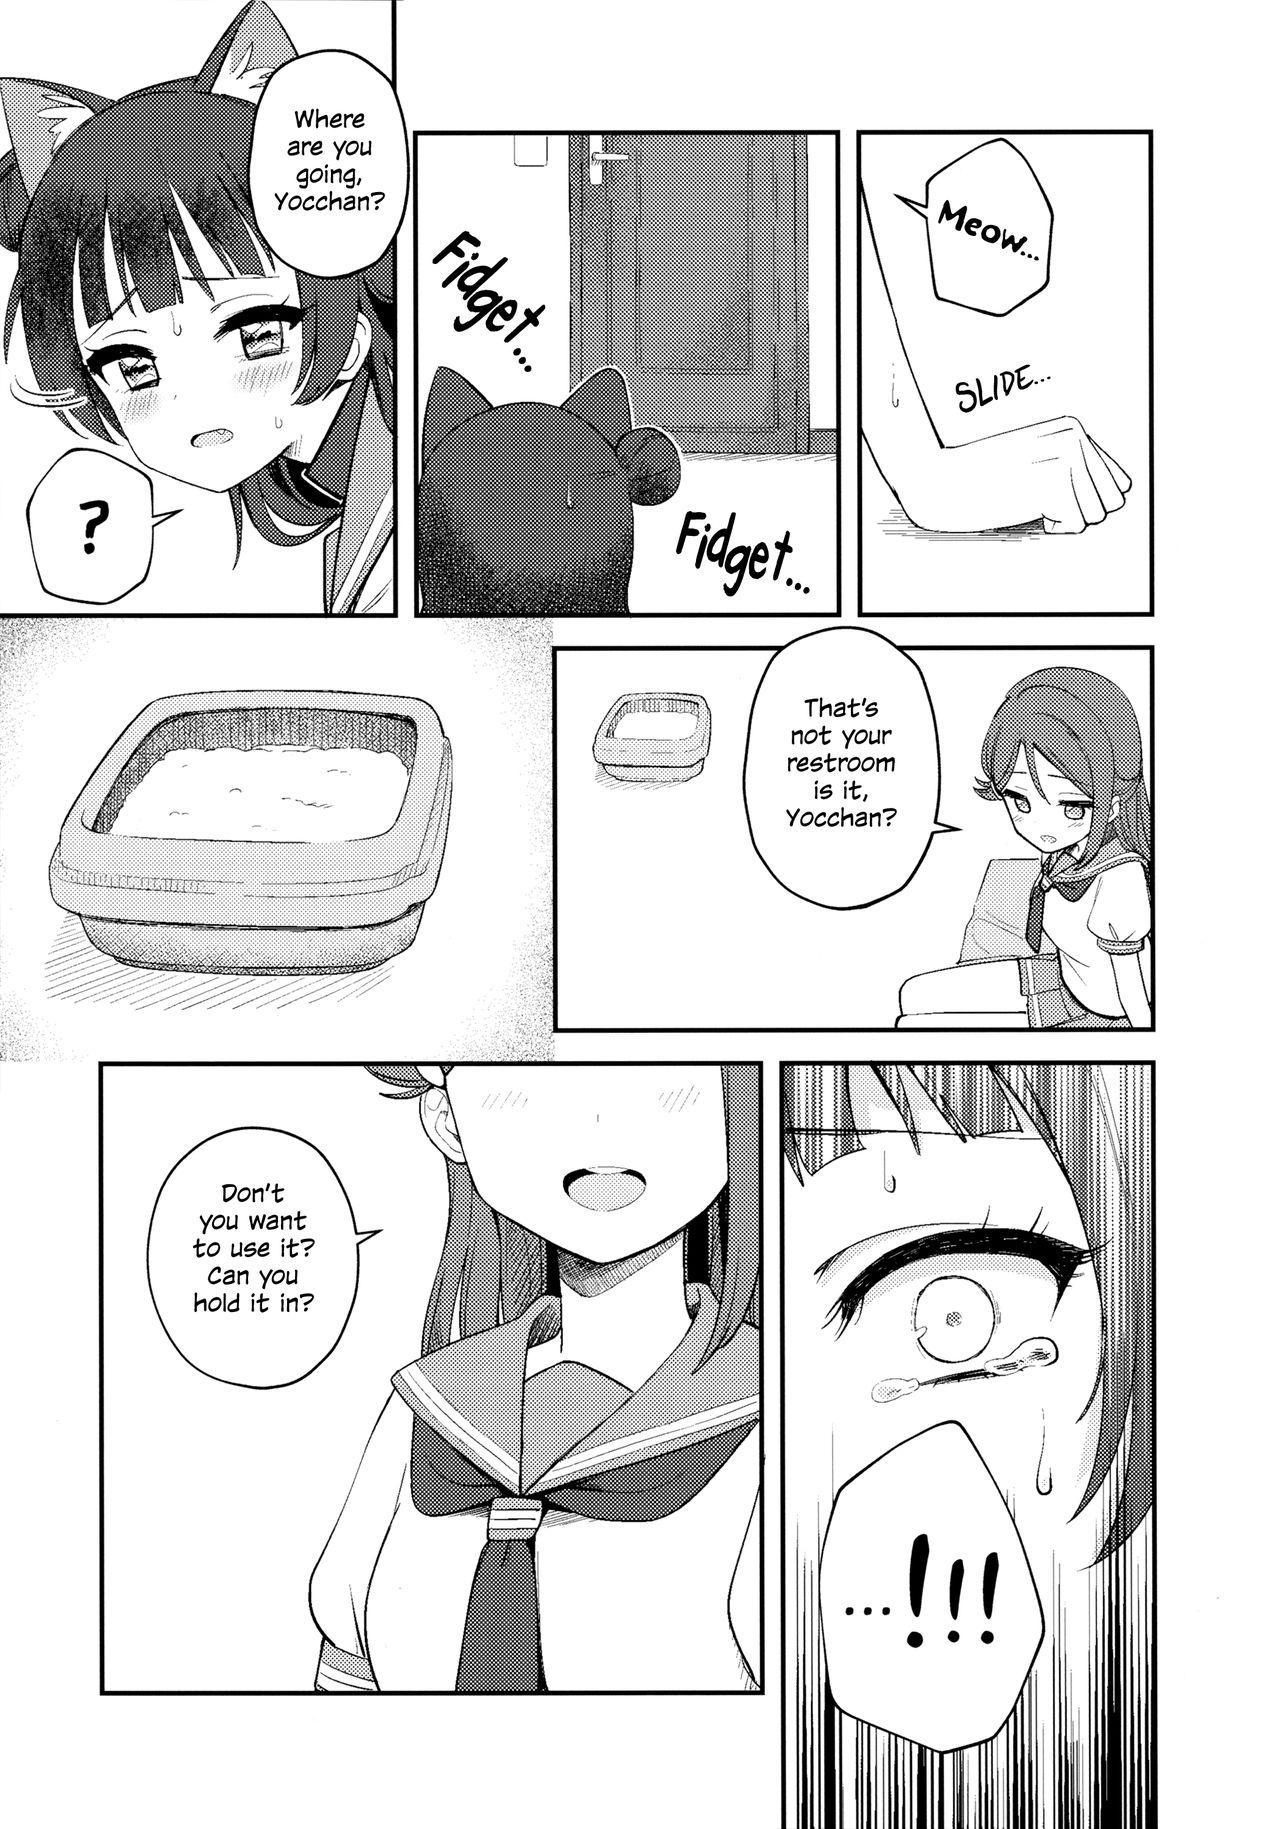 Meow...
SLIDE...
Fidget...
Fidget...
Where
are you
going,
Yocchan?
?
That's
not your
restroom
is it,
Yocchan?
...!!!
Don't
you want
to use it?
Can you
hold it in?